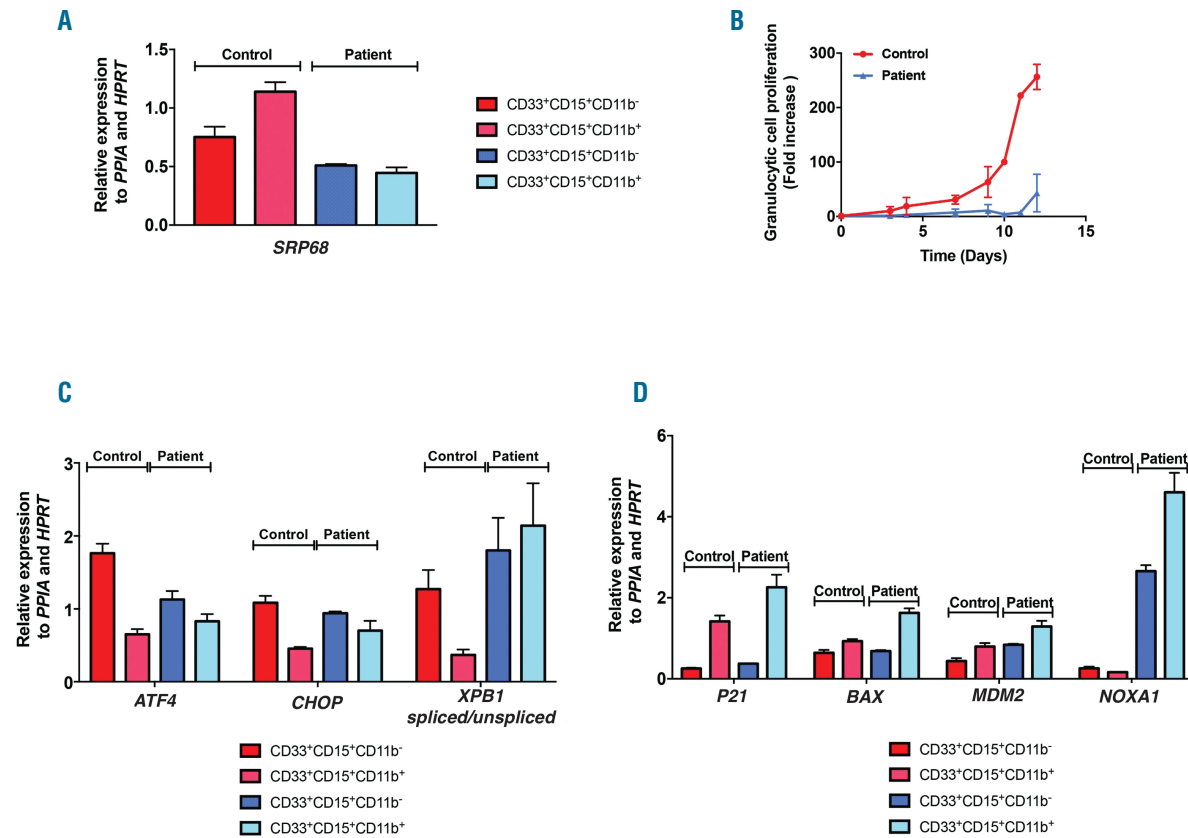 A
Relative expression
to PPIA and HPRT
1.5
1.0
0.5
0.0
Control
Patient
SRP68
CD33⁺CD15⁺CD11b⁻
CD33⁺CD15⁺CD11b⁺
CD33⁺CD15⁺CD11b⁻
CD33⁺CD15⁺CD11b⁺
B
Granulocytic cell proliferation
(Fold increase )
300
200
100
0
Control
Patient
0
5
10
15
Time (Days)
C
Relative expression
to PPIA and HPRT
3
2
1
0
Control
Patient
Control
Patient
Control
Patient
ATF4
CHOP
XPB1
spliced/unspliced
CD33⁺CD15⁺CD11b⁻
CD33⁺CD15⁺CD11b⁺
CD33⁺CD15⁺CD11b⁻
CD33⁺CD15⁺CD11b⁺
D
Relative expression
to PPIA and HPRT
6
4
2
0
Control
Patient
Control
Patient
Control
Patient
Control
Patient
P21
BAX
MDM2
NOXA1
CD33⁺CD15⁺CD11b⁻
CD33⁺CD15⁺CD11b⁺
CD33⁺CD15⁺CD11b⁻
CD33⁺CD15⁺CD11b⁺